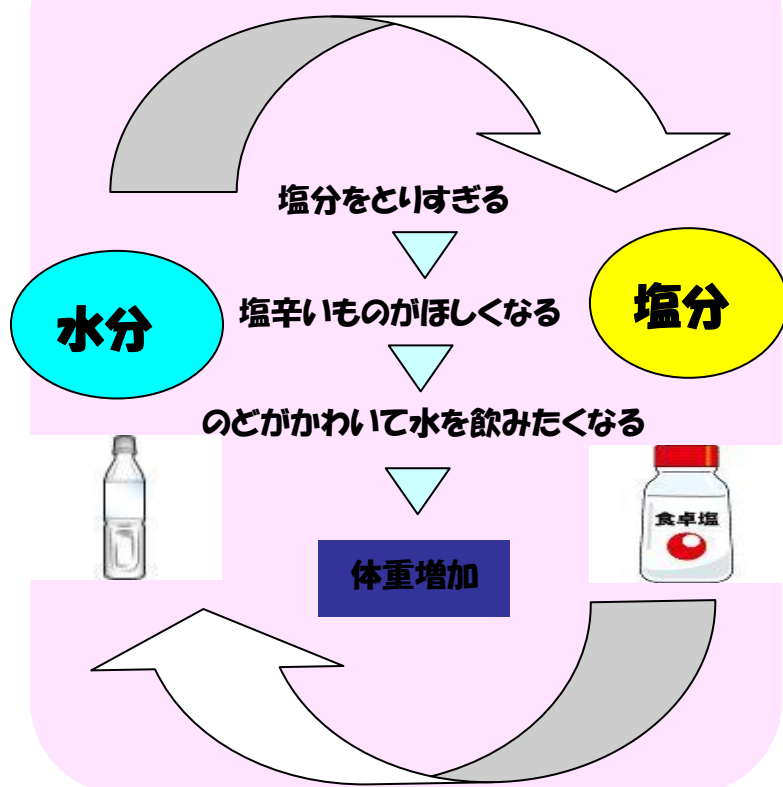 塩分をとりすぎる
水分
塩辛いものがほしくなる
塩分
のどがかわいて水を飲みたくなる
食卓塩
体重増加